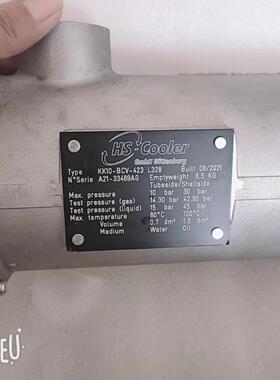 HS-Cooler
GmbH Wittenburg
Type KK10-BCV-423 L328 Built 08/2021
N°Serie A21-33469AG Emptyweight 6,5 KG
Tubeside/Shellside
Max. pressure 10 bar 30 bar
Test pressure (gas) 14,30 bar 42,90 bar
Test pressure (liquid) 15 bar 45 bar
Max. temperature 80°C 120°C
Volume 0.7 dm³ 1.5 dm³
Medium Water Oil
EU